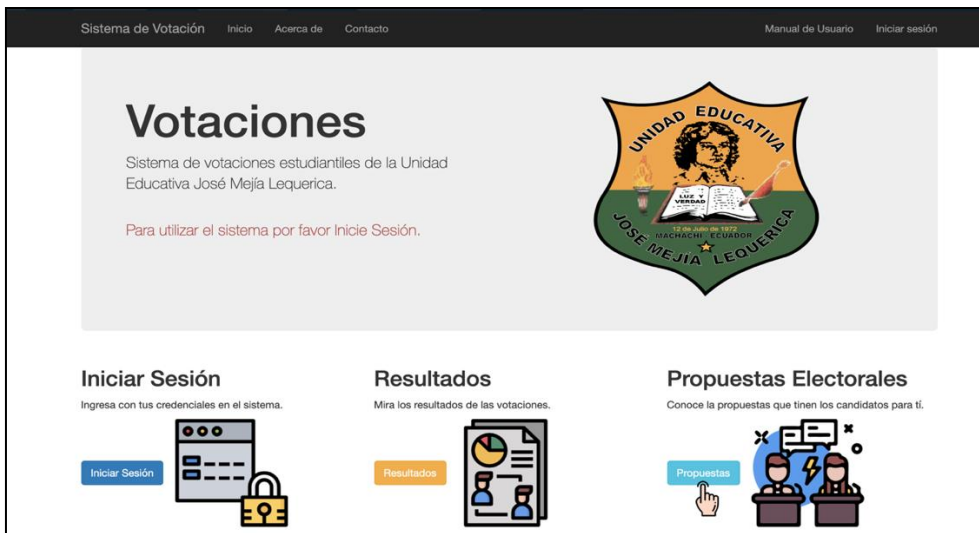 Sistema de Votación Inicio Acerca de Contacto Manual de Usuario Iniciar sesión
Votaciones
Sistema de votaciones estudiantiles de la Unidad
Educativa José Mejía Lequerica.
Para utilizar el sistema por favor Inicie Sesión.
UNIDAD EDUCATIVA
LUZ Y
VERDAD
12 de Julio de 1972
MACHACHI - ECUADOR
JOSE MEJÍA LEQUERICA
Iniciar Sesión
Ingresa con tus credenciales en el sistema.
Iniciar Sesión
Resultados
Mira los resultados de las votaciones.
Resultados
Propuestas Electorales
Conoce la propuestas que tinen los candidatos para tí.
Propuestas